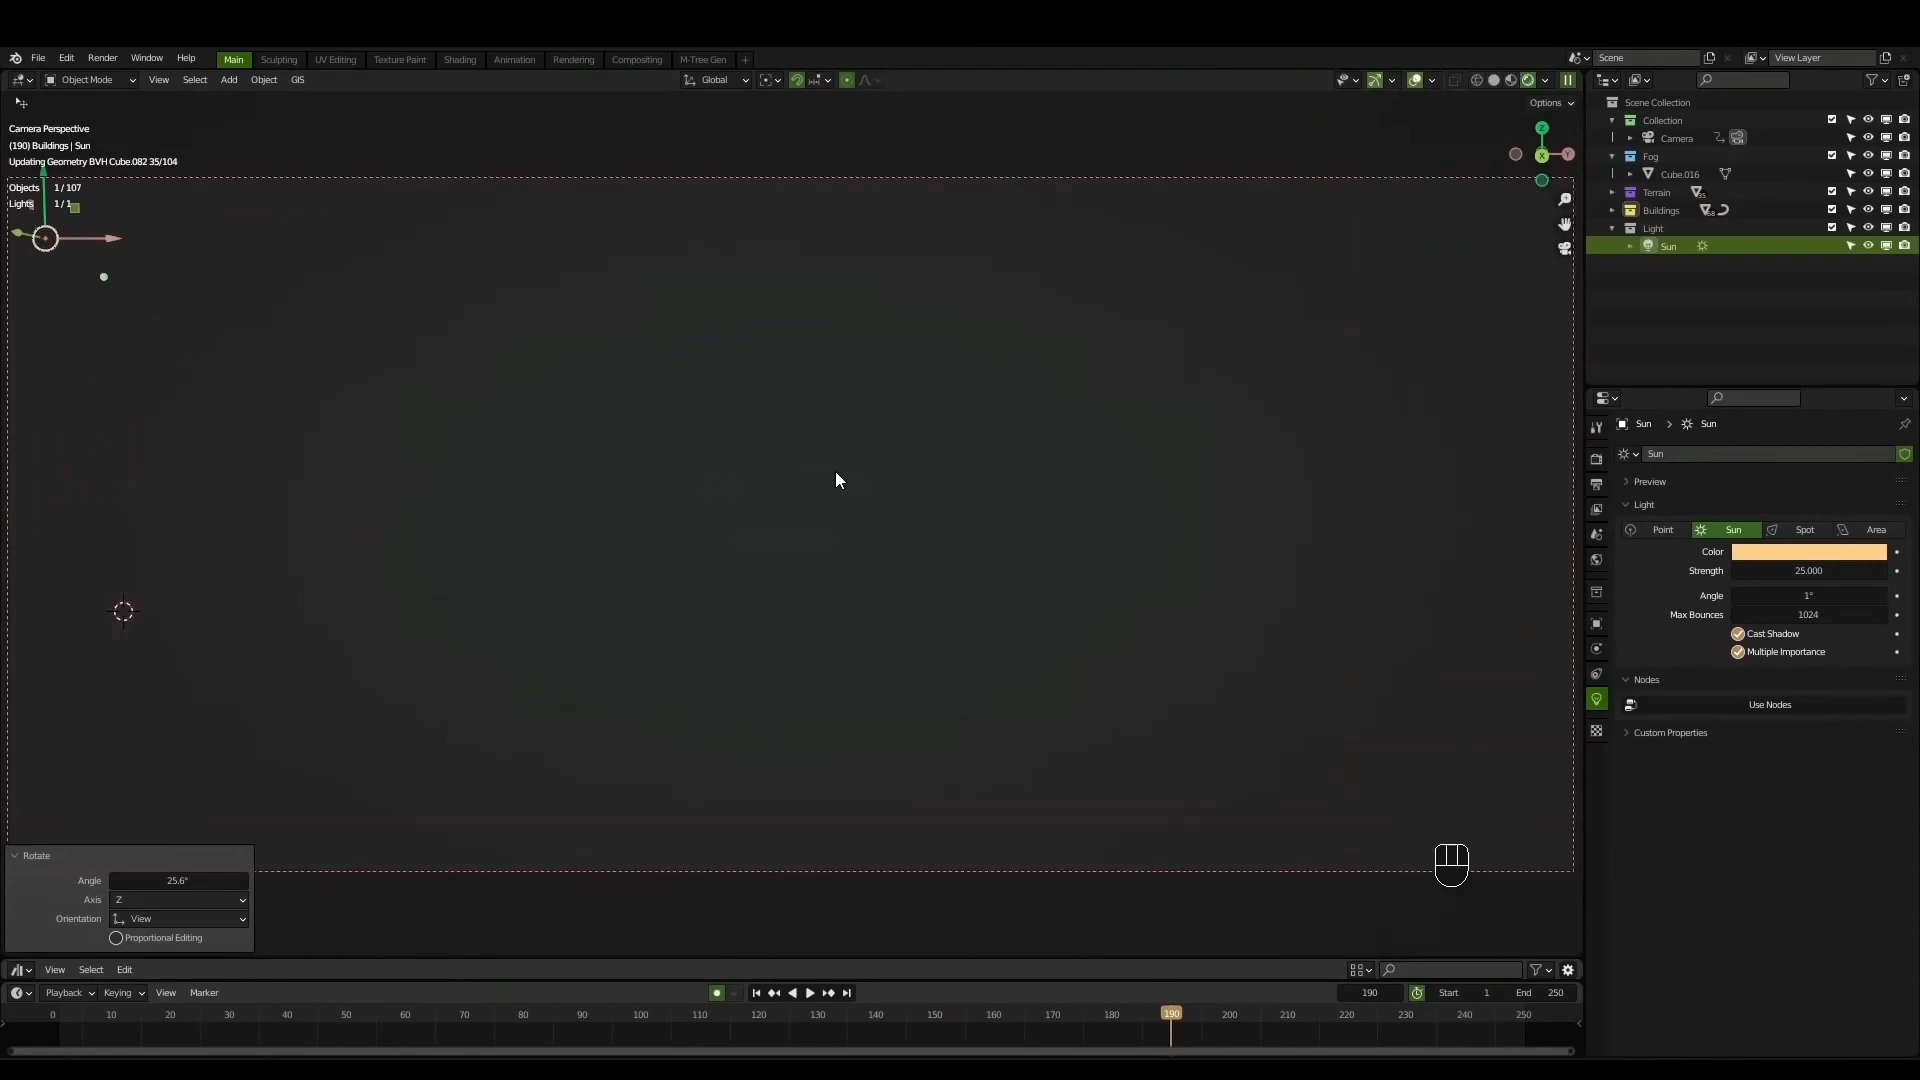 File Edit Render Window Help Main Sculpting UV Editing Texture Paint Shading Animation Rendering Compositing M-Tree Gen + Scene View Layer
Object Mode View Select Add Object GIS Global
Options
Camera Perspective
(190) Buildings | Sun
Updating Geometry BVH Cube.082 35/104
Objects 1 / 107
Lights 1 / 1
Z
X
Y
Scene Collection
Collection
Camera
Fog
Cube.016
Terrain 35
Buildings 68
Light
Sun
Sun > Sun
Sun
Preview
Light
Point Sun Spot Area
Color
Strength 25.000
Angle 1°
Max Bounces 1024
Cast Shadow
Multiple Importance
Nodes
Use Nodes
Custom Properties
Rotate
Angle 25.6°
Axis Z
Orientation View
Proportional Editing
View Select Edit
Playback Keying View Marker 190 Start 1 End 250
0 10 20 30 40 50 60 70 80 90 100 110 120 130 140 150 160 170 180 190 200 210 220 230 240 250